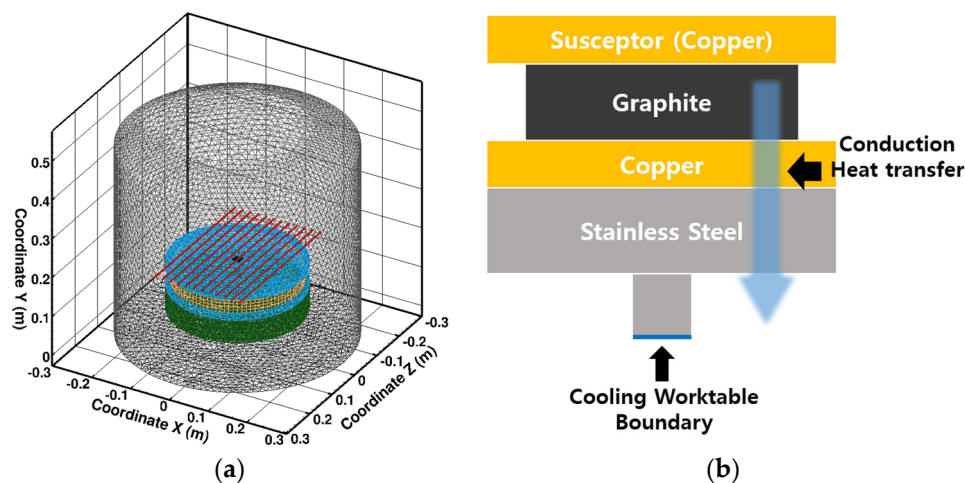 0.5
0.4
0.3
0.2
0.1
0
Coordinate Y (m)
-0.3
-0.2
-0.1
0
0.1
0.2
0.3
Coordinate X (m)
0.3
0.2
0.1
0
-0.1
-0.2
-0.3
Coordinate Z (m)
(a)
b)
Susceptor (Copper)
Graphite
Copper
Stainless Steel
Conduction
Heat transfer
Cooling Worktable
Boundary
(b)